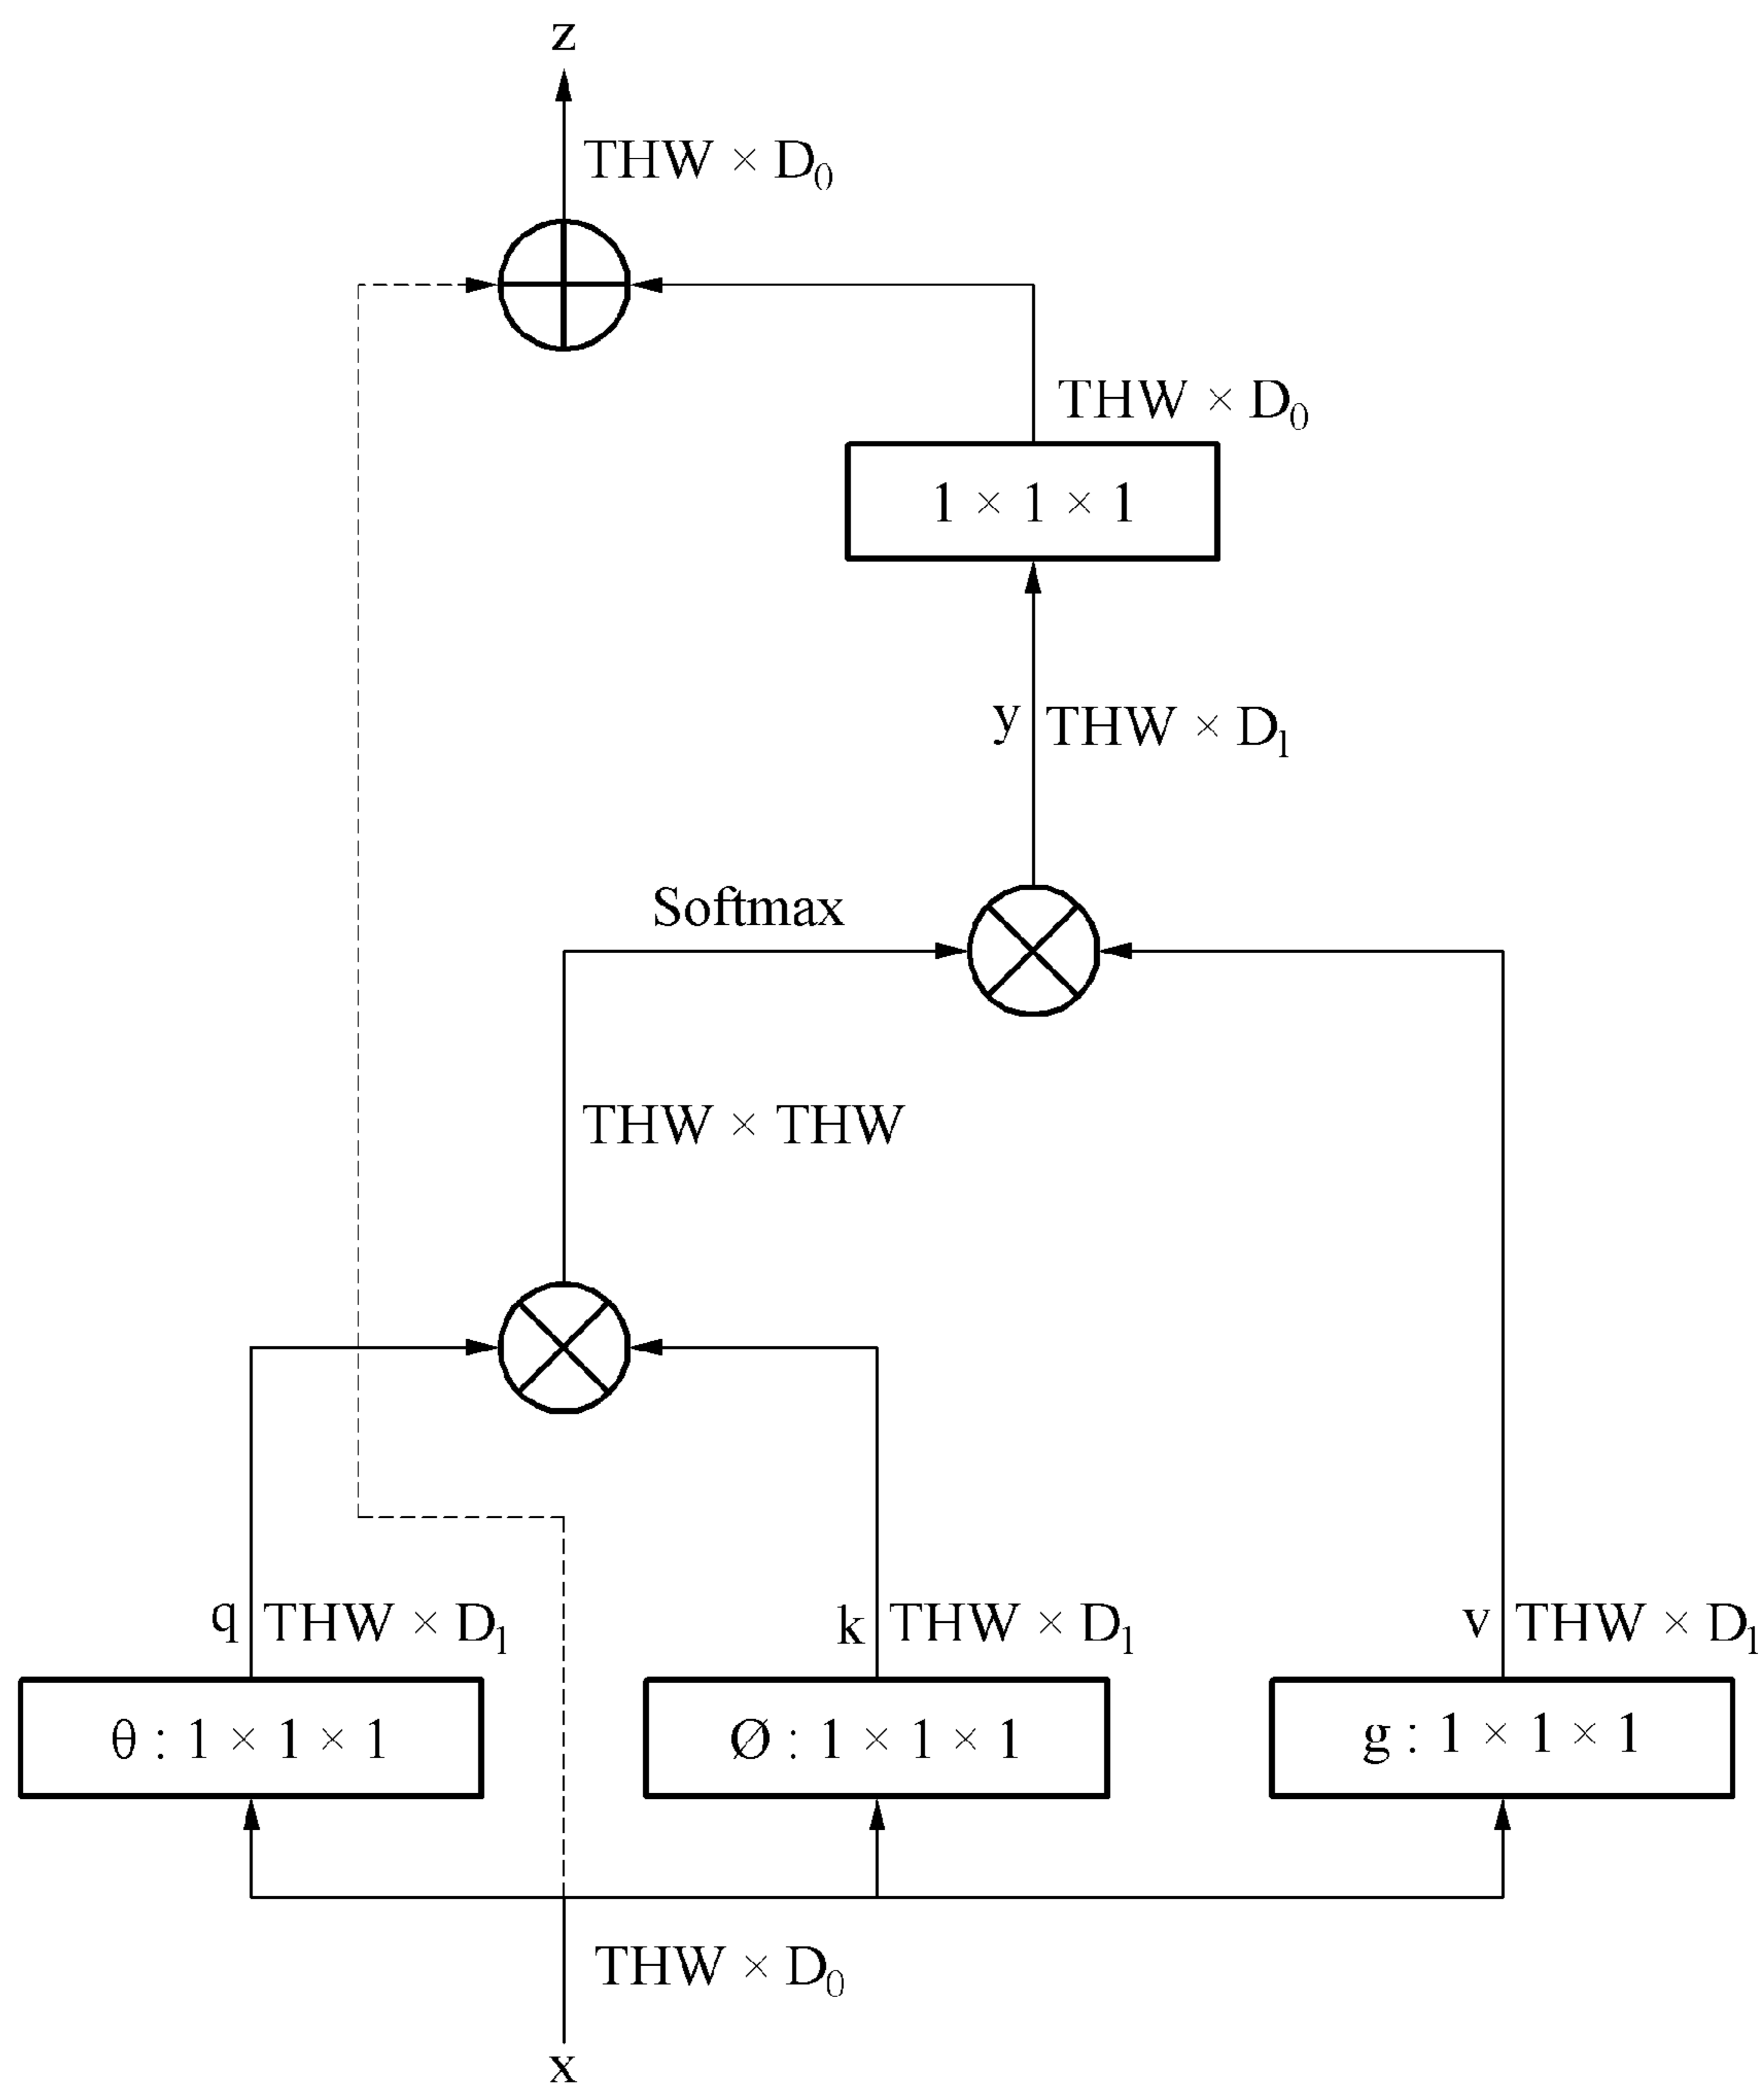 z
THW × D₀
THW × D₀
1 × 1 × 1
y THW × D₁
Softmax
THW × THW
q THW × D₁
k THW × D₁
v THW × D₁
θ : 1 × 1 × 1
Ø : 1 × 1 × 1
g : 1 × 1 × 1
THW × D₀
x